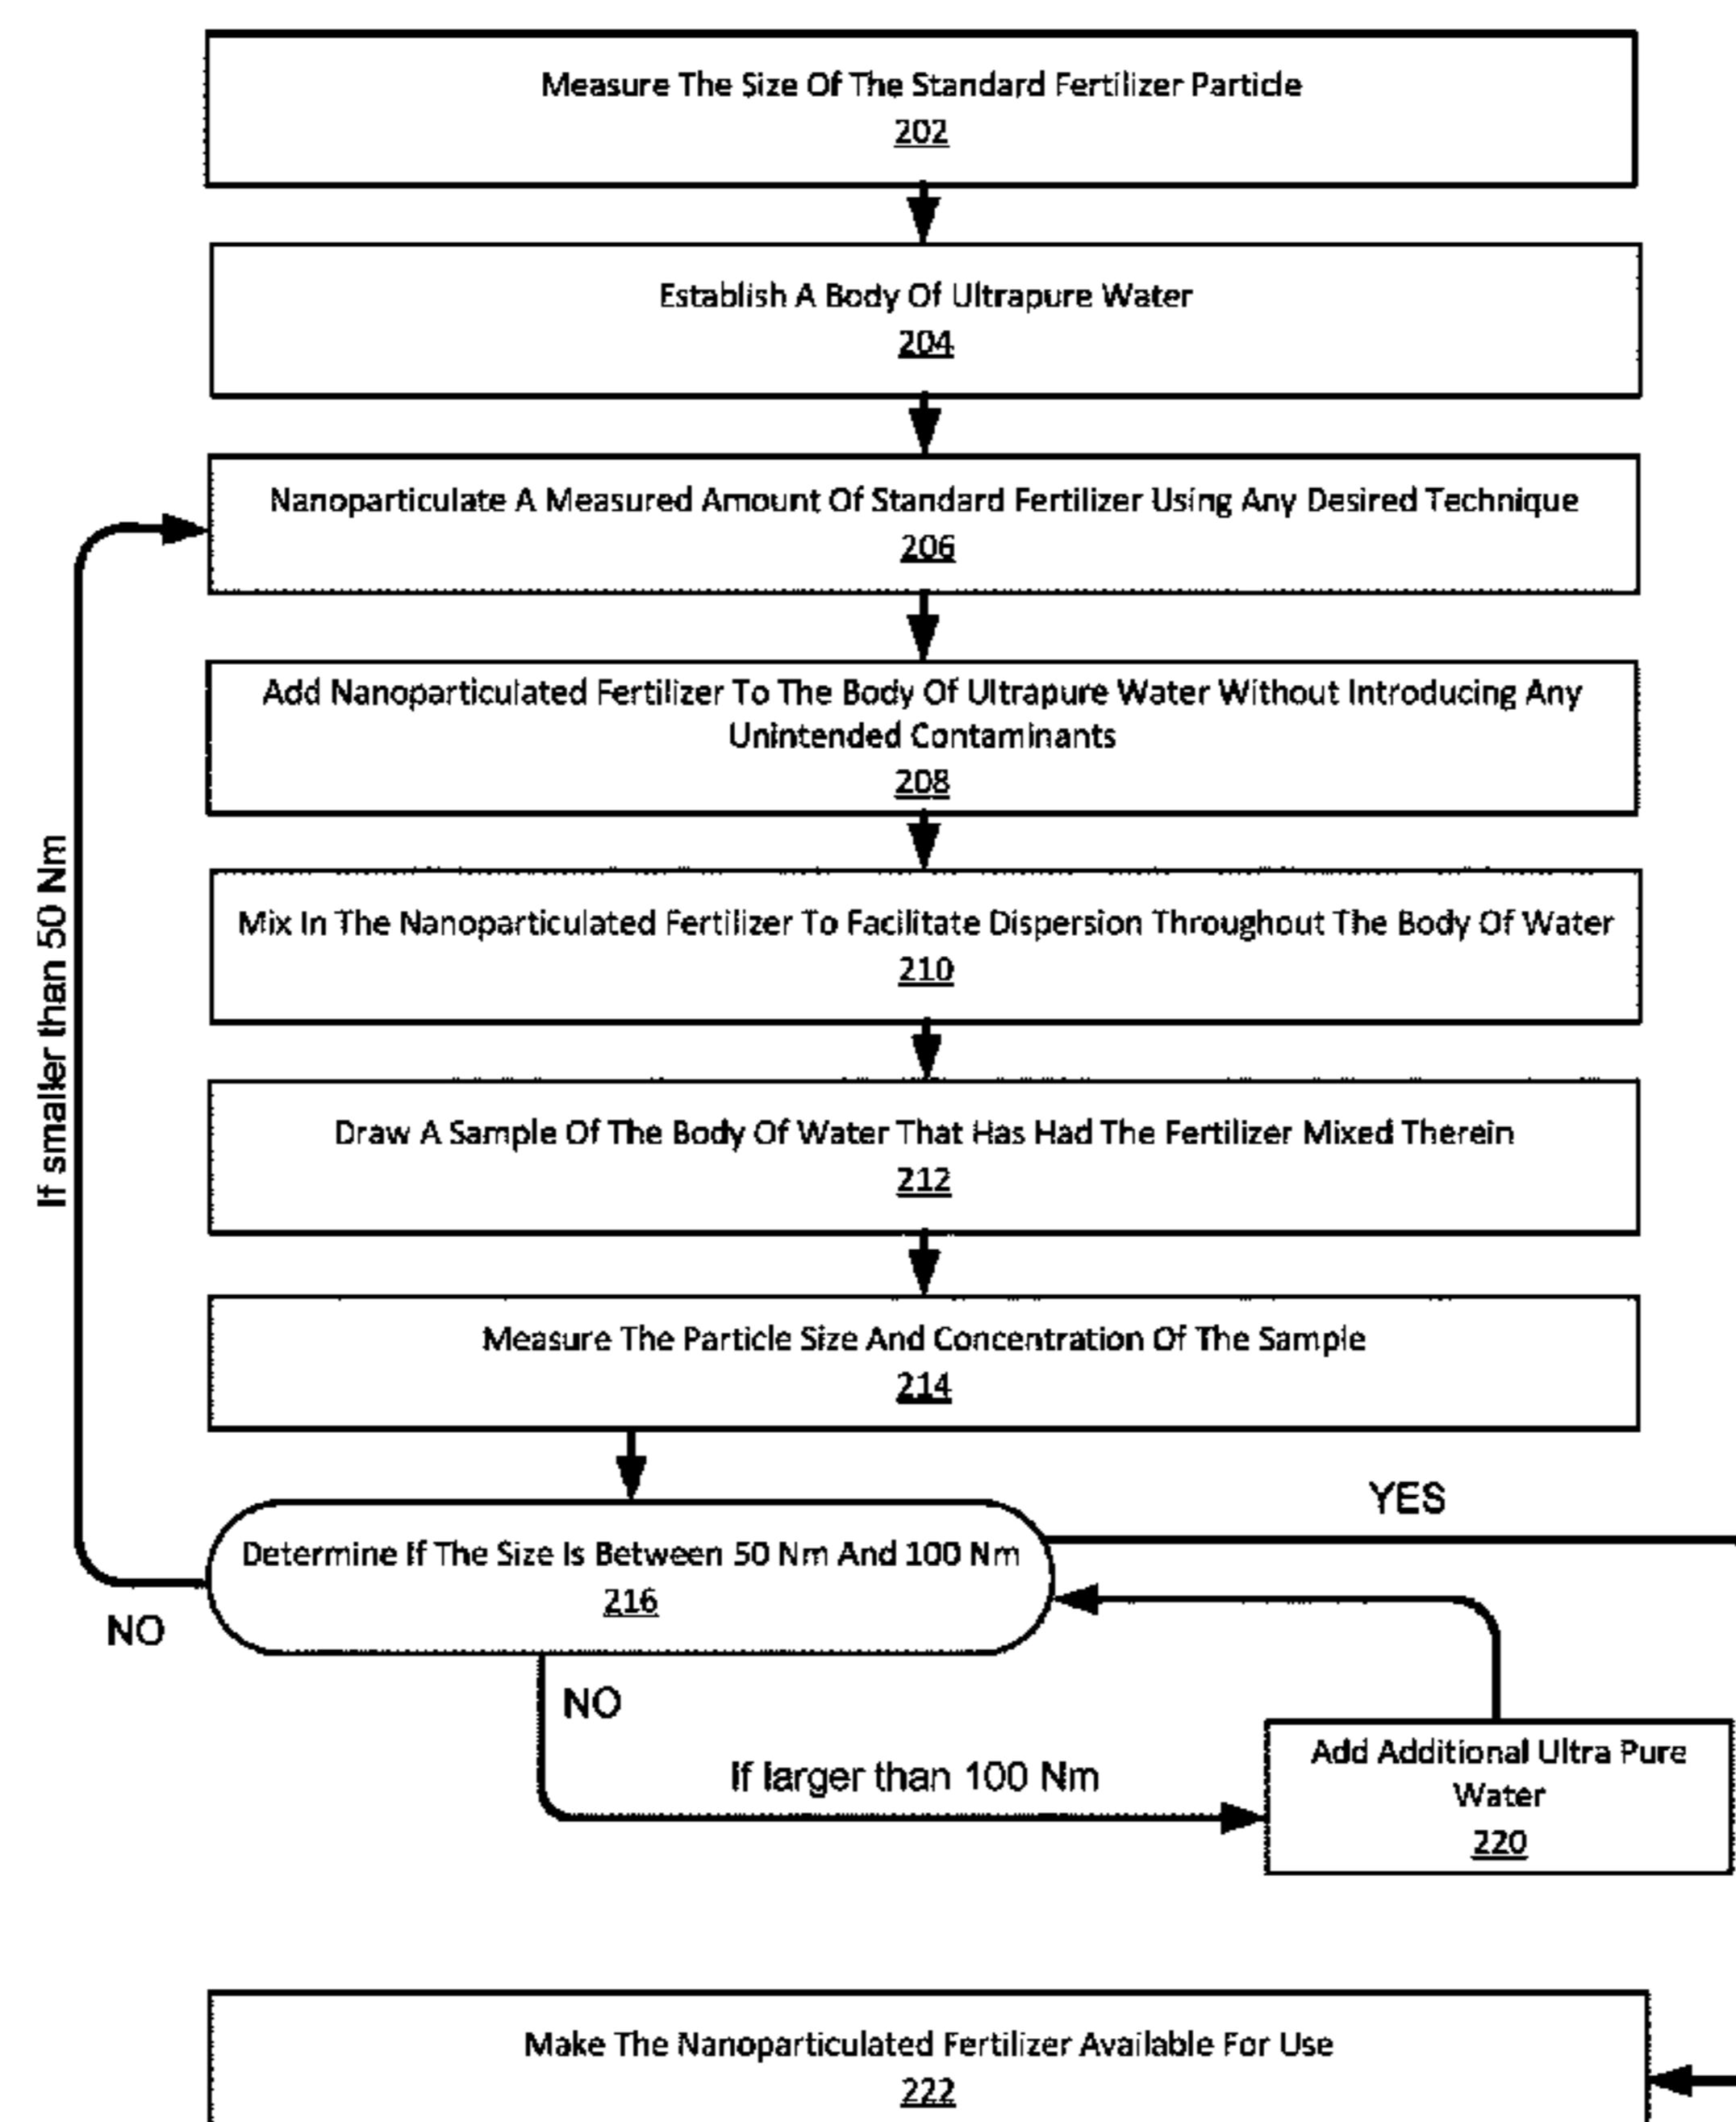 Measure The Size Of The Standard Fertilizer Particle
202
Establish A Body Of Ultrapure Water
204
Nanoparticulate A Measured Amount Of Standard Fertilizer Using Any Desired Technique
206
Add Nanoparticulated Fertilizer To The Body Of Ultrapure Water Without Introducing Any
Unintended Contaminants
208
Mix In The Nanoparticulated Fertilizer To Facilitate Dispersion Throughout The Body Of Water
210
If smaller than 50 Nm
Draw A Sample Of The Body Of Water That Has Had The Fertilizer Mixed Therein
212
Measure The Particle Size And Concentration Of The Sample
214
YES
Determine If The Size Is Between 50 Nm And 100 Nm
216
NO
NO
If larger than 100 Nm
Add Additional Ultra Pure
Water
220
Make The Nanoparticulated Fertilizer Available For Use
222